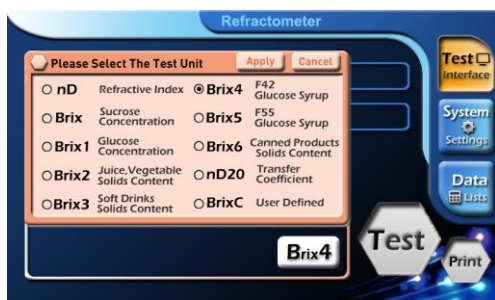 Refractometer
Please Select The Test Unit
Apply
Cancel
nD Refractive Index
Brix Sucrose
Concentration
Brix1 Glucose
Concentration
Brix2 Juice,Vegetable
Solids Content
Brix3 Soft Drinks
Solids Content
Brix4 F42
Glucose Syrup
Brix5 F55
Glucose Syrup
Brix6 Canned Products
Solids Content
nD20 Transfer
Coefficient
BrixC User Defined
Brix4
Test
Interface
System
Settings
Data
Lists
Test
Print